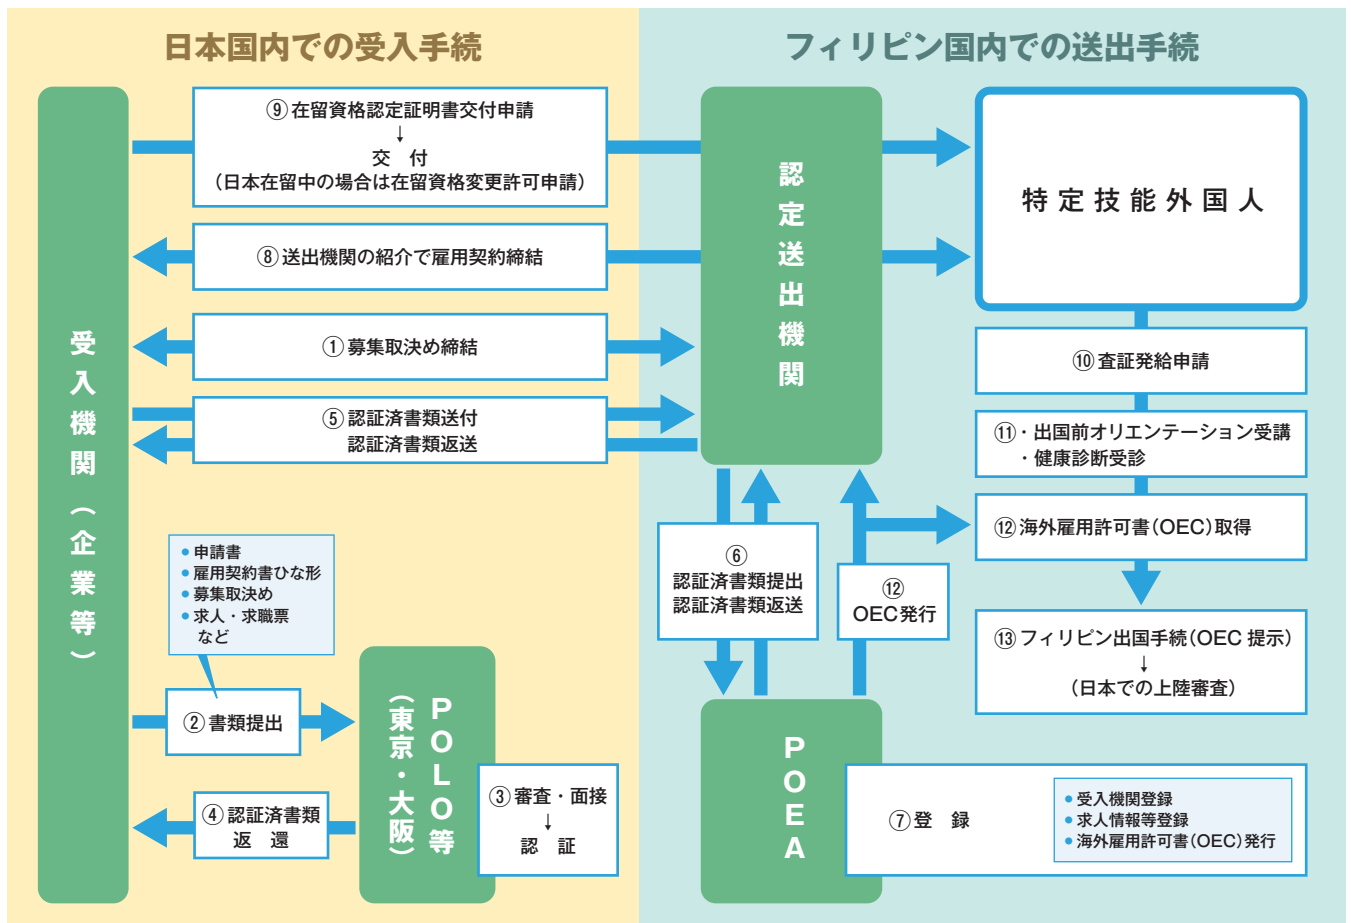 日本国内での受入手続
フィリピン国内での送出手続
受入機関（企業等）
⑨在留資格認定証明書交付申請
↓
交　付
（日本在留中の場合は在留資格変更許可申請）
⑧送出機関の紹介で雇用契約締結
①募集取決め締結
⑤認証済書類送付
認証済書類返送
● 申請書
● 雇用契約書ひな形
● 募集取決め
● 求人・求職票
など
②書類提出
④認証済書類
返　還
POLO等
（東京・大阪）
③審査・面接
↓
認　証
認定送出機関
⑥
認証済書類提出
認証済書類返送
⑫
OEC発行
POEA
⑦登　録
● 受入機関登録
● 求人情報等登録
● 海外雇用許可書（OEC）発行
特定技能外国人
⑩査証発給申請
⑪・出国前オリエンテーション受講
・健康診断受診
⑫海外雇用許可書（OEC）取得
⑬フィリピン出国手続（OEC 提示）
↓
（日本での上陸審査）